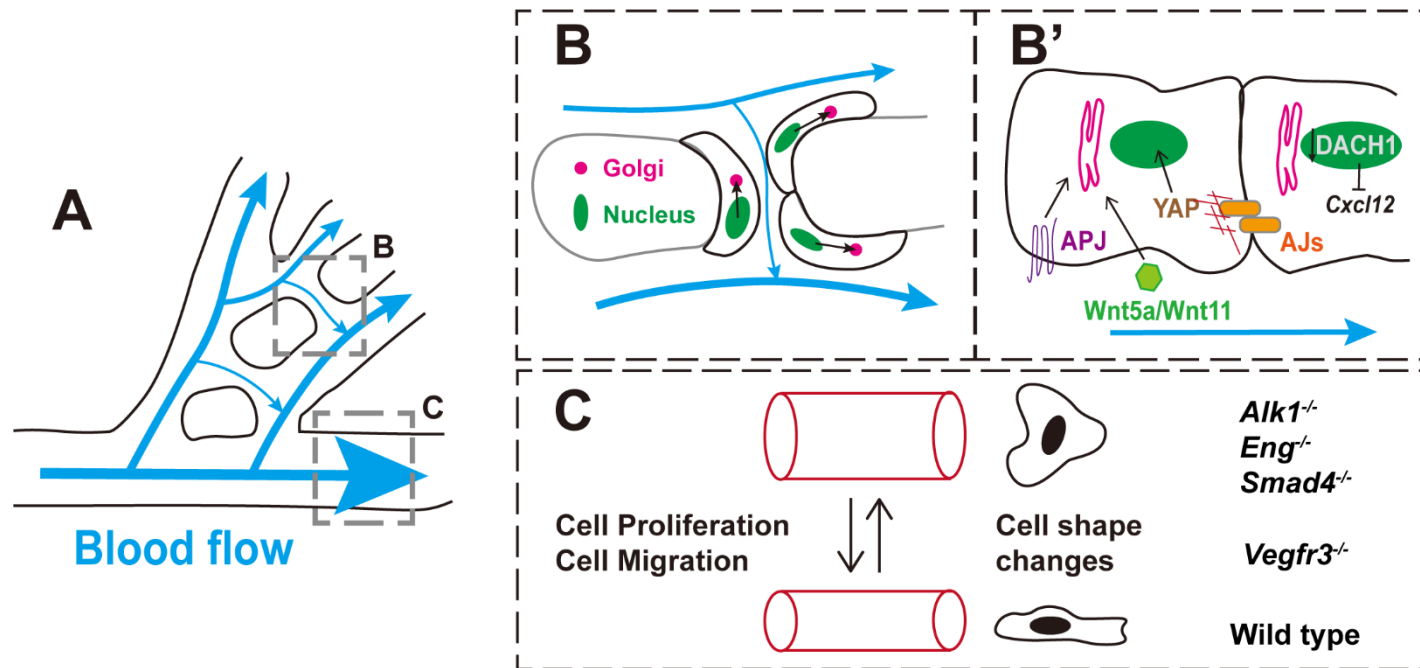 A
B
C
Blood flow
B
Golgi
Nucleus
B’
DACH1
Cxcl12
YAP
APJ
AJs
Wnt5a/Wnt11
C
Cell Proliferation
Cell Migration
Cell shape
changes
Alk1-/-
Eng-/-
Smad4-/-
Vegfr3-/-
Wild type